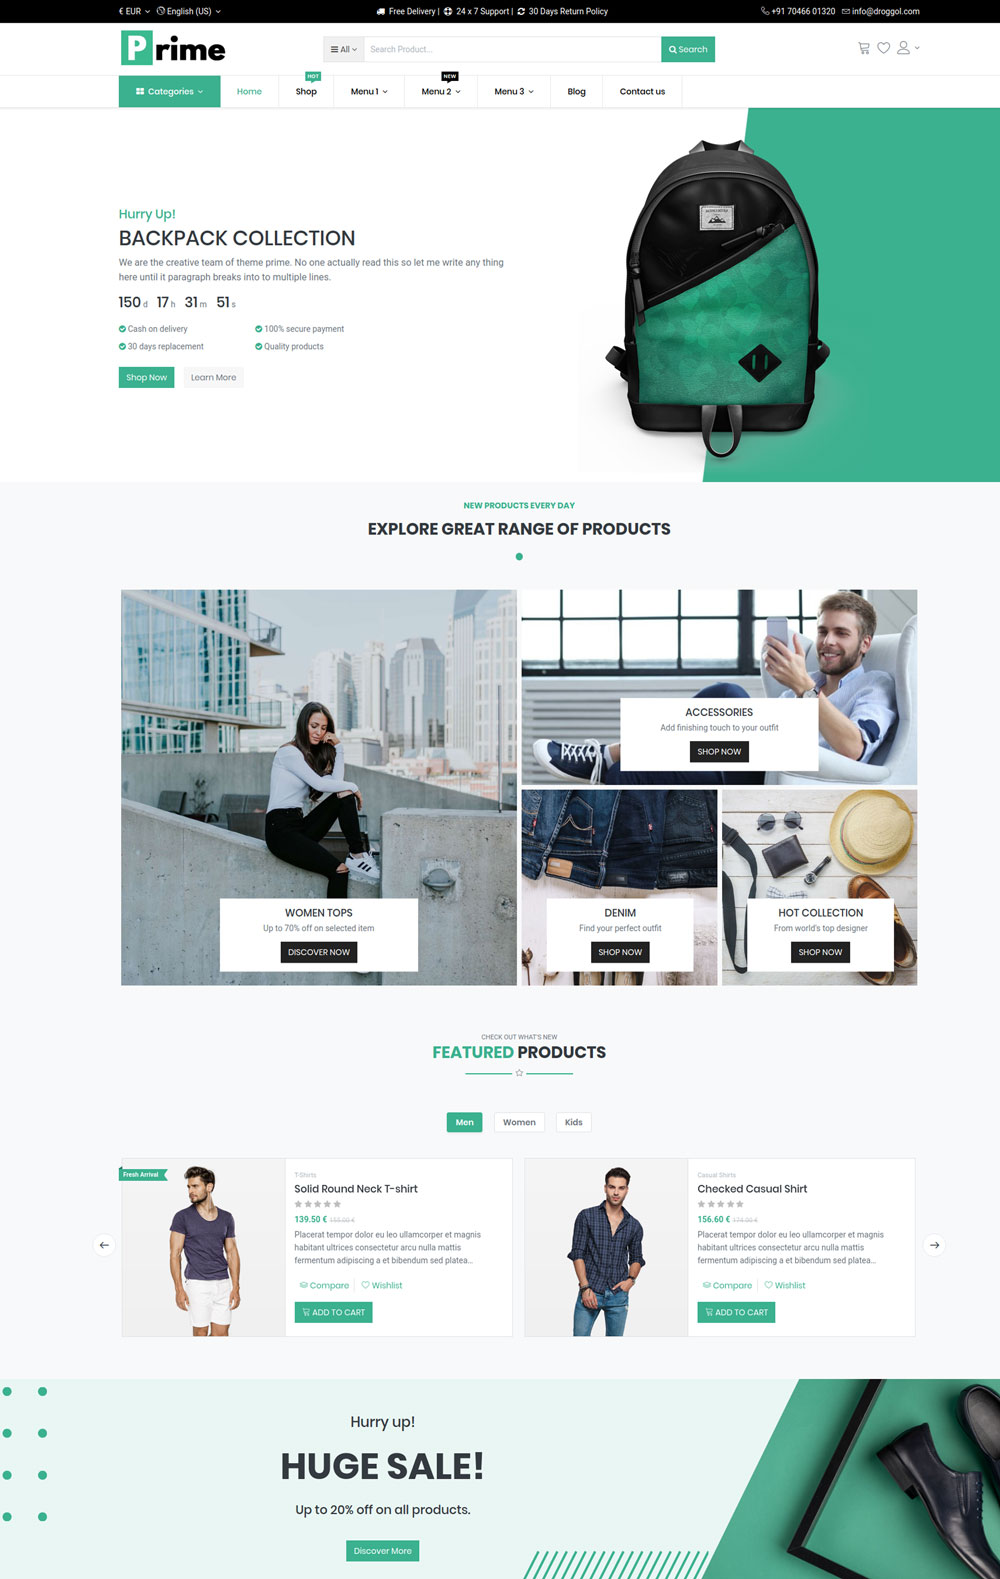 € EUR English (US) Free Delivery | 24 x 7 Support | 30 Days Return Policy +91 70466 01320 info@droggol.com
Prime
All Search Product... Search
Categories Home Shop HOT Menu 1 Menu 2 NEW Menu 3 Blog Contact us
Hurry Up!
BACKPACK COLLECTION
We are the creative team of theme prime. No one actually read this so let me write any thing
here until it paragraph breaks into to multiple lines.
150 d 17 h 31 m 51 s
Cash on delivery 100% secure payment
30 days replacement Quality products
Shop Now Learn More
NEW PRODUCTS EVERY DAY
EXPLORE GREAT RANGE OF PRODUCTS
ACCESSORIES
Add finishing touch to your outfit
SHOP NOW
WOMEN TOPS
Up to 70% off on selected item
DISCOVER NOW
DENIM
Find your perfect outfit
SHOP NOW
HOT COLLECTION
From world's top designer
SHOP NOW
CHECK OUT WHAT'S NEW
FEATURED PRODUCTS
Men Women Kids
Fresh Arrival
T-Shirts
Solid Round Neck T-shirt
139.50 €
Placerat tempor dolor eu leo ullamcorper et magnis
habitant ultrices consectetur arcu nulla mattis
fermentum adipiscing a et bibendum sed platea...
Compare Wishlist
ADD TO CART
Casual Shirts
Checked Casual Shirt
156.60 €
Placerat tempor dolor eu leo ullamcorper et magnis
habitant ultrices consectetur arcu nulla mattis
fermentum adipiscing a et bibendum sed platea...
Compare Wishlist
ADD TO CART
Hurry up!
HUGE SALE!
Up to 20% off on all products.
Discover More